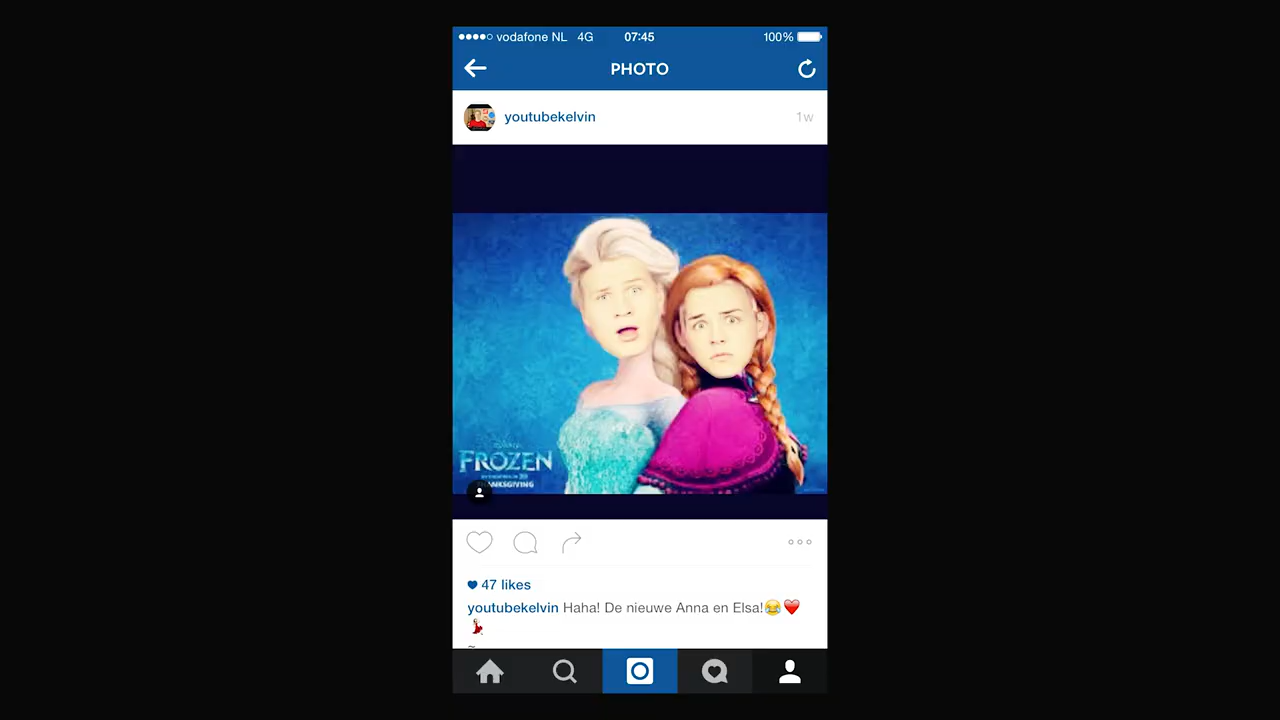 vodafone NL 4G 07:45 100%
PHOTO
youtubekelvin 1w
FROZEN
THANKSGIVING
47 likes
youtubekelvin Haha! De nieuwe Anna en Elsa!😂❤️
💃
~